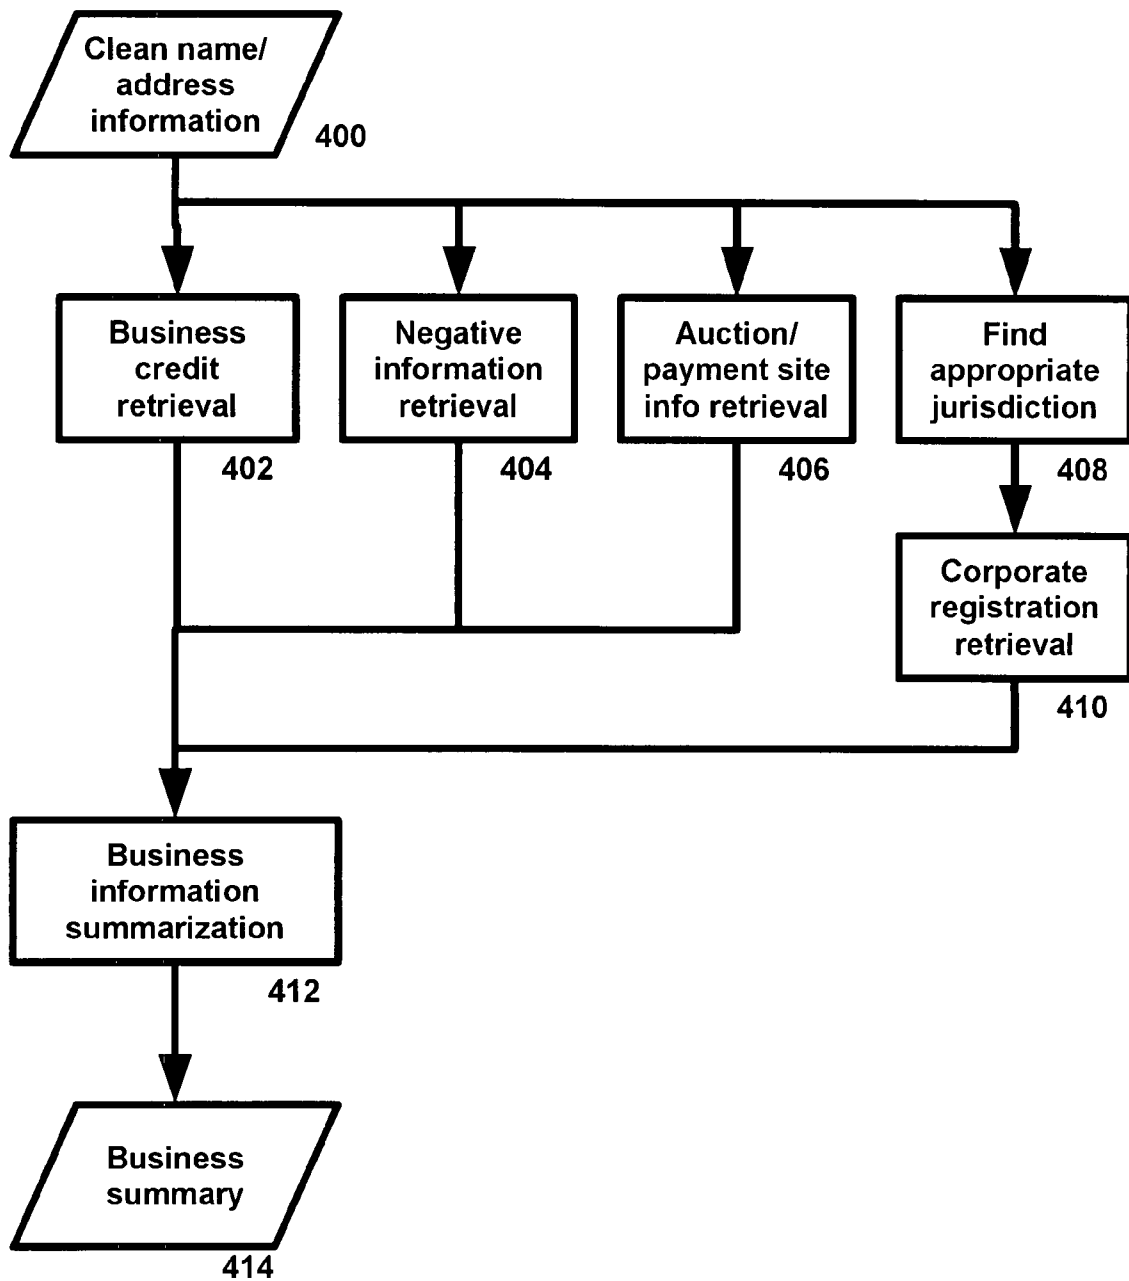 Clean name/
address
information
400
Business
credit
retrieval
402
Negative
information
retrieval
404
Auction/
payment site
info retrieval
406
Find
appropriate
jurisdiction
408
Corporate
registration
retrieval
410
Business
information
summarization
412
Business
summary
414